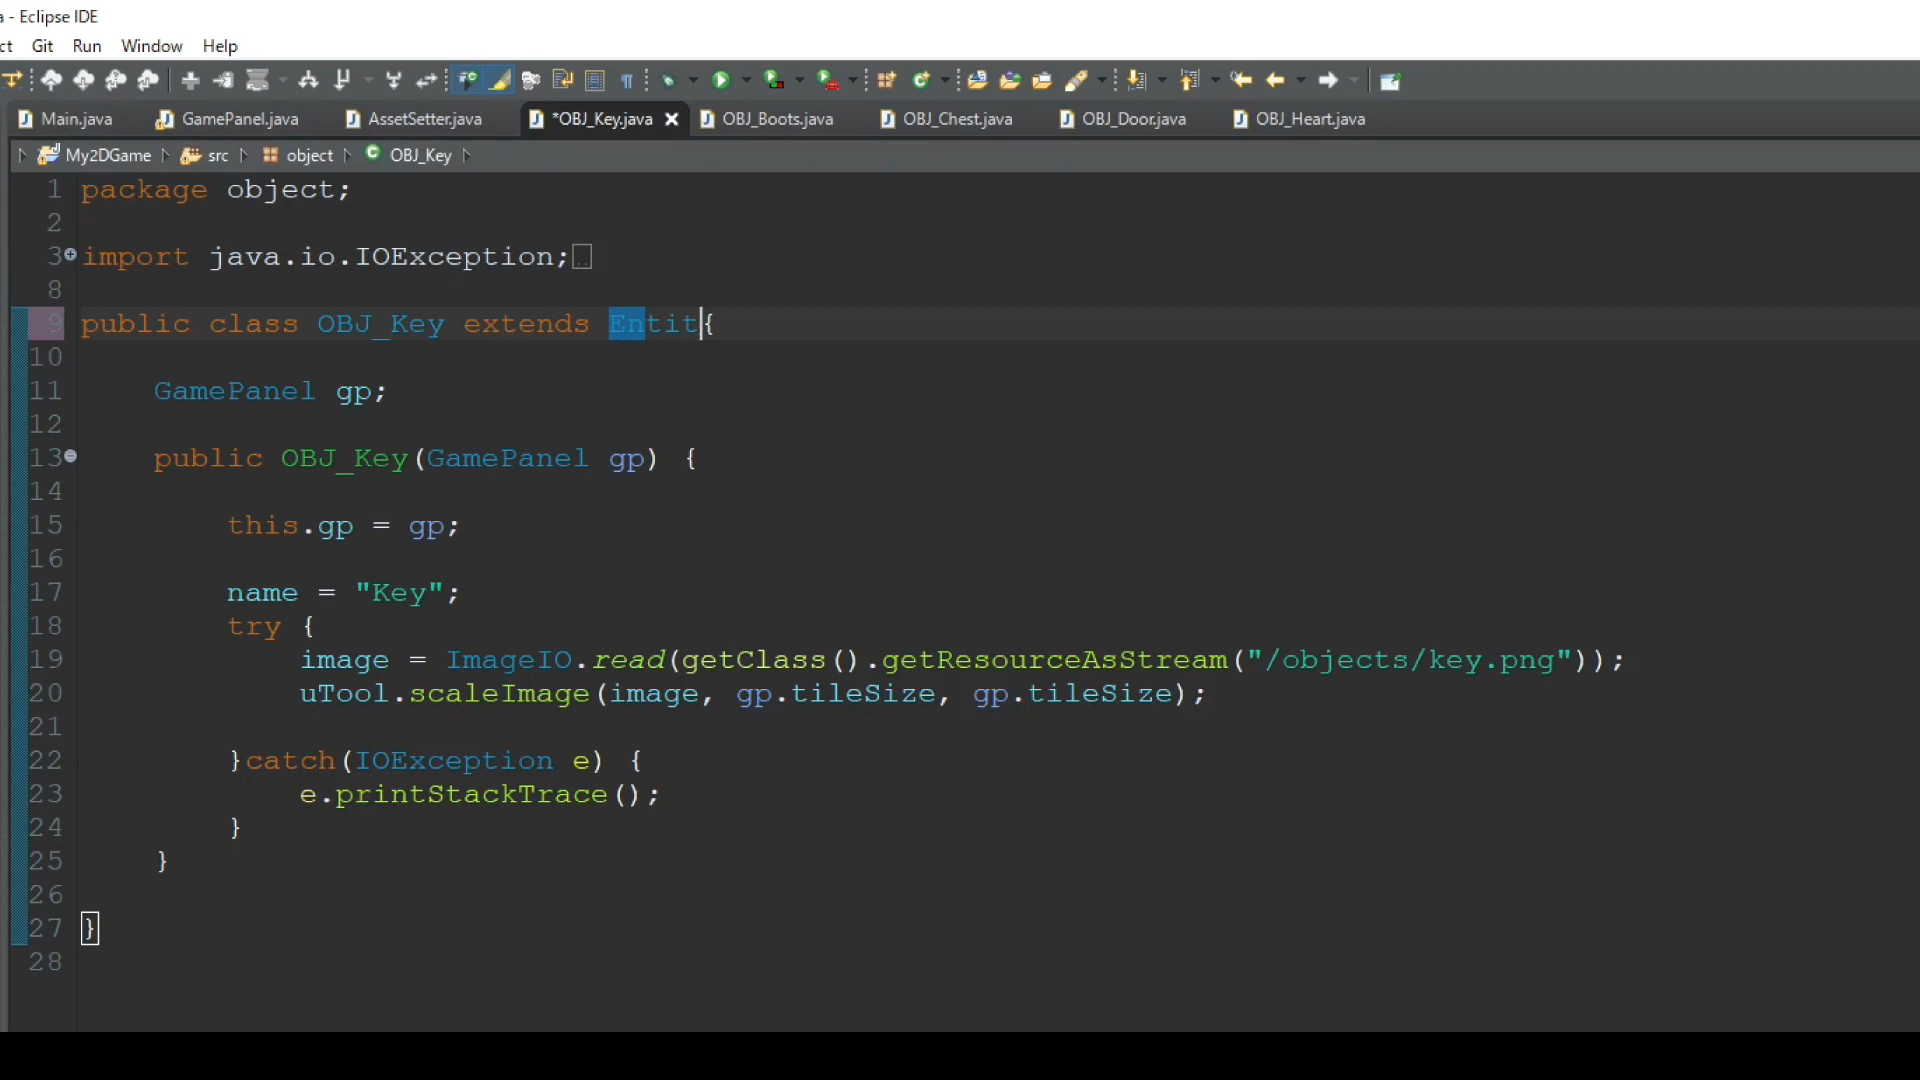 a - Eclipse IDE
ct Git Run Window Help
Main.java GamePanel.java AssetSetter.java *OBJ_Key.java OBJ_Boots.java OBJ_Chest.java OBJ_Door.java OBJ_Heart.java
My2DGame src object OBJ_Key
1 package object;
2
3 import java.io.IOException;
8
9 public class OBJ_Key extends Entit{
10
11 GamePanel gp;
12
13 public OBJ_Key(GamePanel gp) {
14
15 this.gp = gp;
16
17 name = "Key";
18 try {
19 image = ImageIO.read(getClass().getResourceAsStream("/objects/key.png"));
20 uTool.scaleImage(image, gp.tileSize, gp.tileSize);
21
22 }catch(IOException e) {
23 e.printStackTrace();
24 }
25 }
26
27 }
28